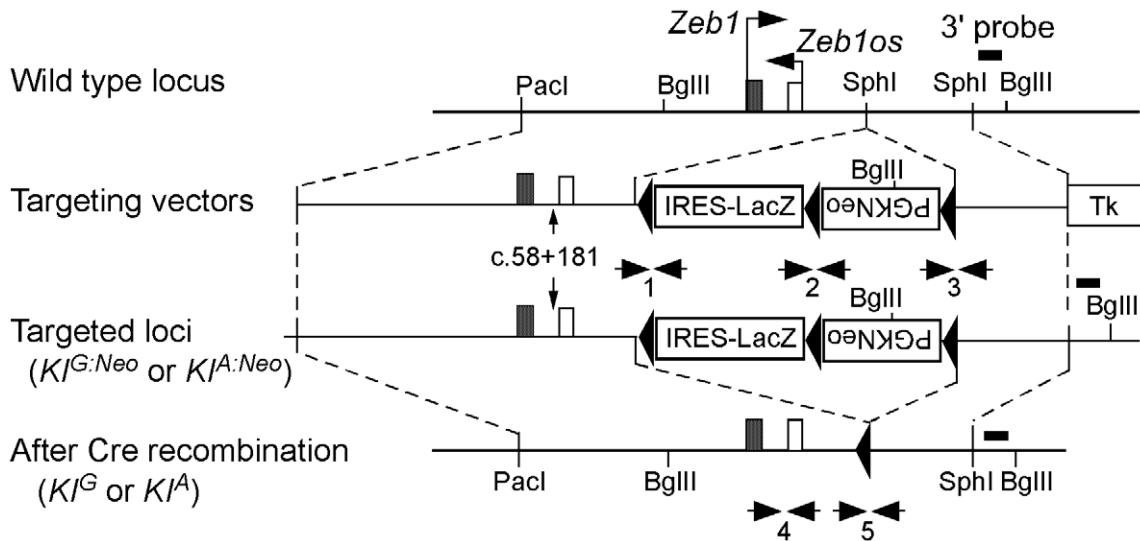 Zeb1
Zeb1os
3' probe
Wild type locus
PacI
BglII
SphI
SphI
BglII
Targeting vectors
BglII
IRES-LacZ
PGKNeo
Tk
c.58+181
1
2
3
BglII
BglII
Targeted loci
IRES-LacZ
PGKNeo
(KI^G:Neo or KI^A:Neo)
After Cre recombination
(KI^G or KI^A)
PacI
BglII
SphI
BglII
4
5